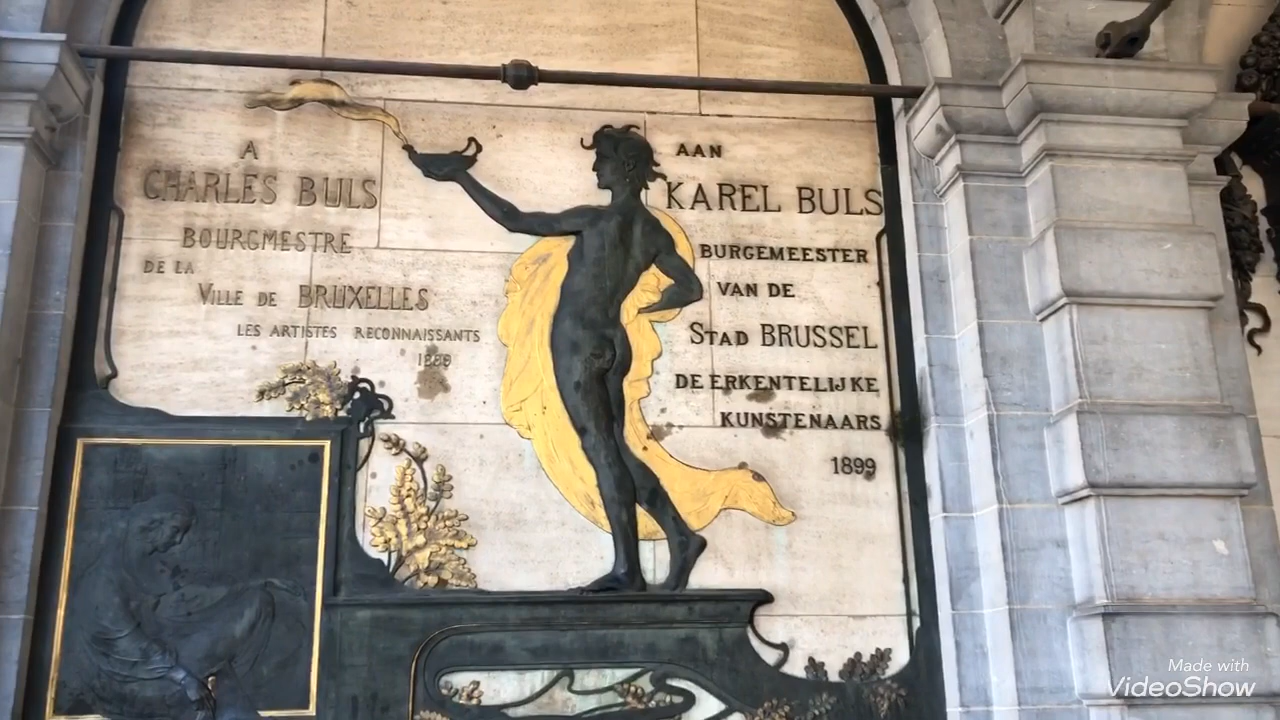 A
CHARLES BULS
BOURGMESTRE
DE LA
VILLE DE BRUXELLES
LES ARTISTES RECONNAISSANTS
1899
AAN
KAREL BULS
BURGEMEESTER
VAN DE
STAD BRUSSEL
DE ERKENTELIJKE
KUNSTENAARS
1899
Made with
VideoShow